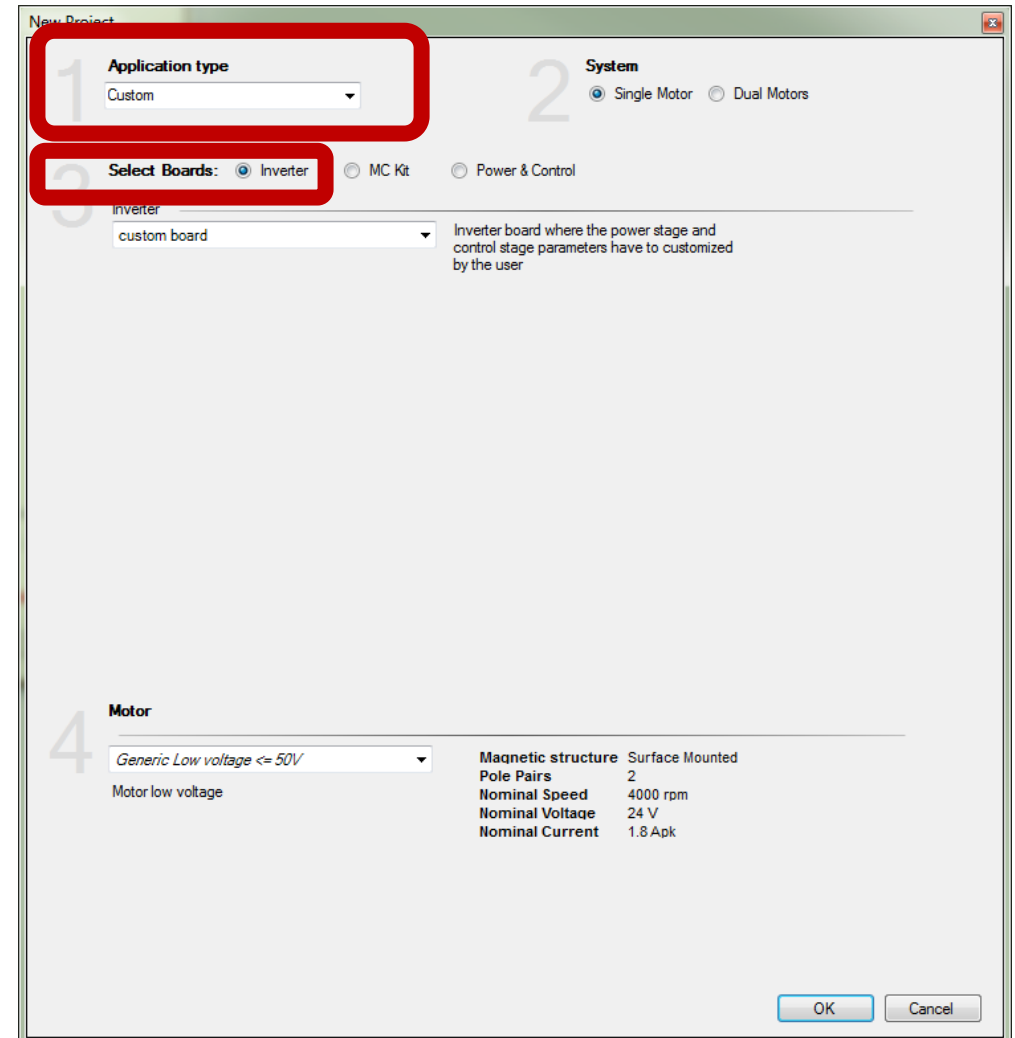 New Project
1
Application type
Custom
2
System
Single Motor
Dual Motors
3
Select Boards: Inverter MC Kit Power & Control
Inverter
custom board
Inverter board where the power stage and
control stage parameters have to customized
by the user
4
Motor
Generic Low voltage <= 50V
Motor low voltage
Magnetic structure Surface Mounted
Pole Pairs 2
Nominal Speed 4000 rpm
Nominal Voltage 24 V
Nominal Current 1.8 Apk
OK Cancel